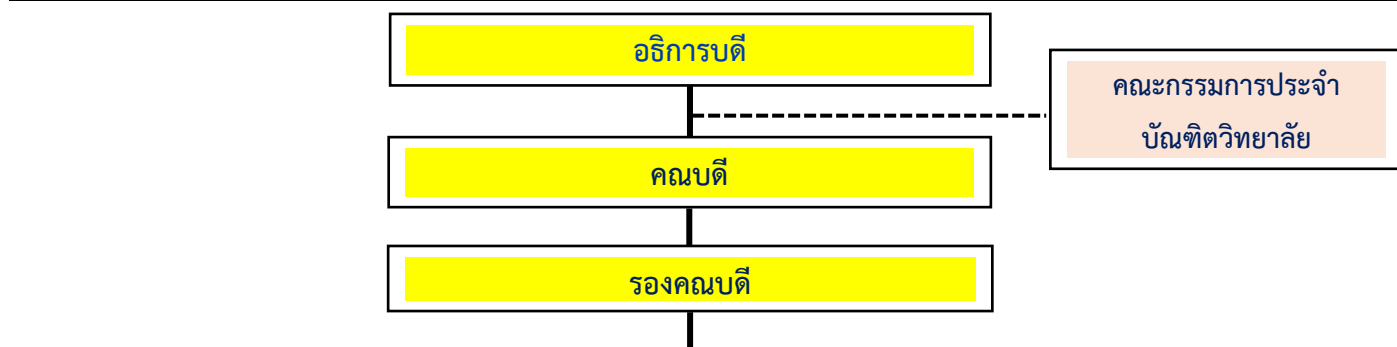 อธิการบดี
คณะกรรมการประจำ
บัณฑิตวิทยาลัย
คณบดี
รองคณบดี